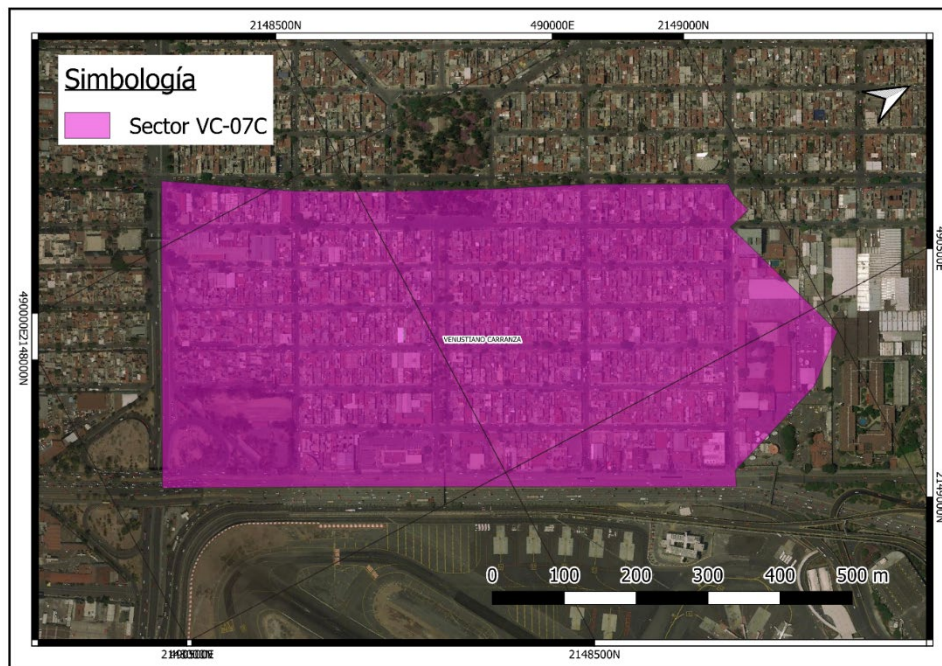 2148500N
490000E
2149000N
Simbología
Sector VC-07C
490500E
490000E
2148000N
VENUSTIANO CARRANZA
2149000N
0 100 200 300 400 500 m
2148500N